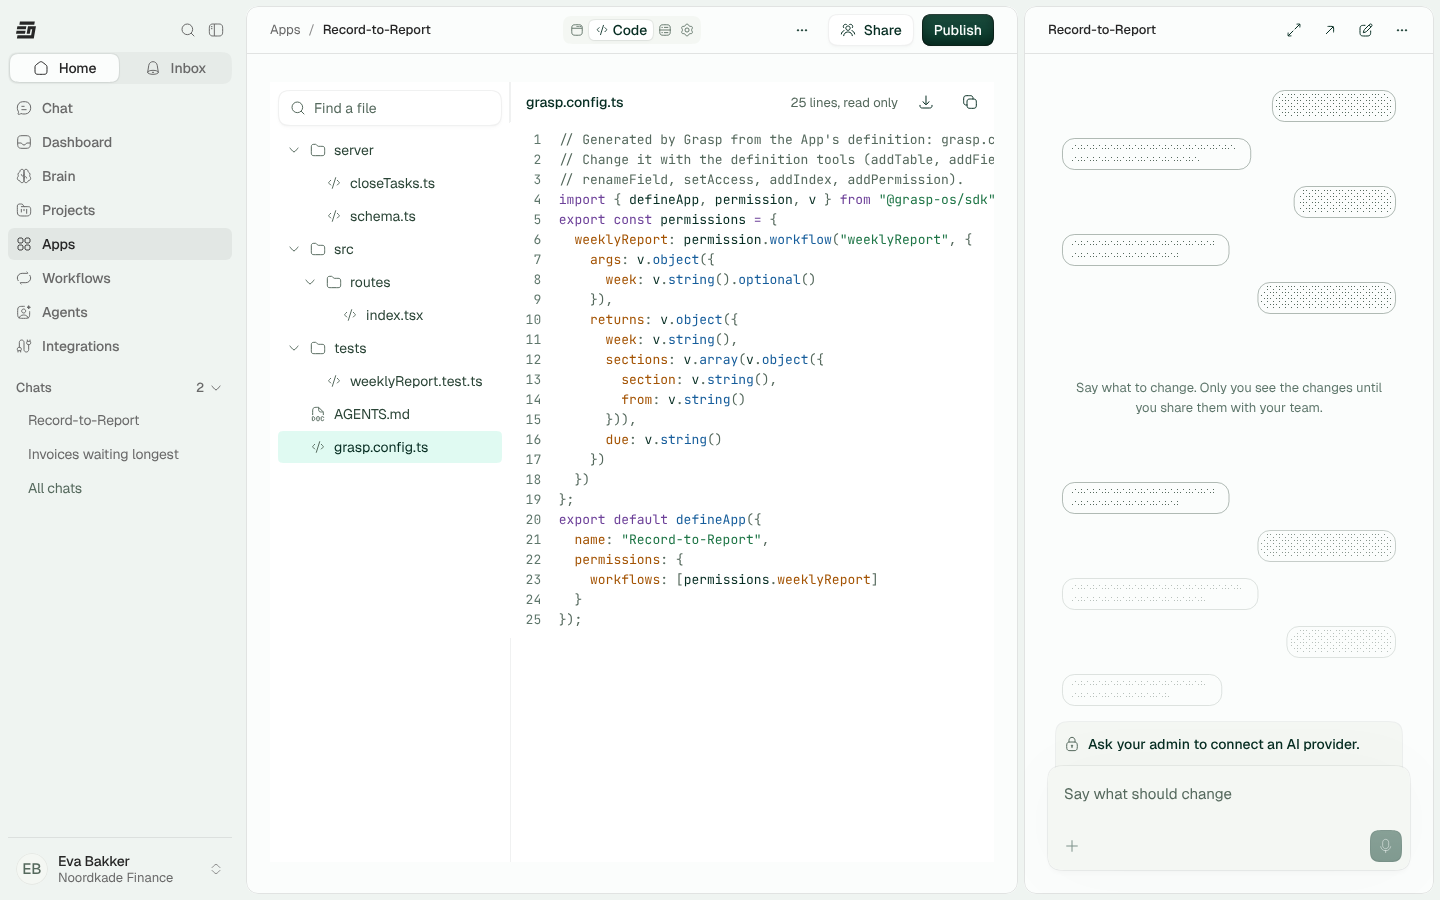 Home
Inbox
Chat
Dashboard
Brain
Projects
Apps
Workflows
Agents
Integrations
Chats 2
Record-to-Report
Invoices waiting longest
All chats
Eva Bakker
Noordkade Finance
EB
Apps / Record-to-Report
Code
Share
Publish
Find a file
server
closeTasks.ts
schema.ts
src
routes
index.tsx
tests
weeklyReport.test.ts
AGENTS.md
grasp.config.ts
grasp.config.ts
25 lines, read only
1 // Generated by Grasp from the App's definition: grasp.c
2 // Change it with the definition tools (addTable, addFie
3 // renameField, setAccess, addIndex, addPermission).
4 import { defineApp, permission, v } from "@grasp-os/sdk"
5 export const permissions = {
6 weeklyReport: permission.workflow("weeklyReport", {
7 args: v.object({
8 week: v.string().optional()
9 }),
10 returns: v.object({
11 week: v.string(),
12 sections: v.array(v.object({
13 section: v.string(),
14 from: v.string()
15 })),
16 due: v.string()
17 })
18 })
19 };
20 export default defineApp({
21 name: "Record-to-Report",
22 permissions: {
23 workflows: [permissions.weeklyReport]
24 }
25 });
Record-to-Report
Say what to change. Only you see the changes until
you share them with your team.
Ask your admin to connect an AI provider.
Say what should change